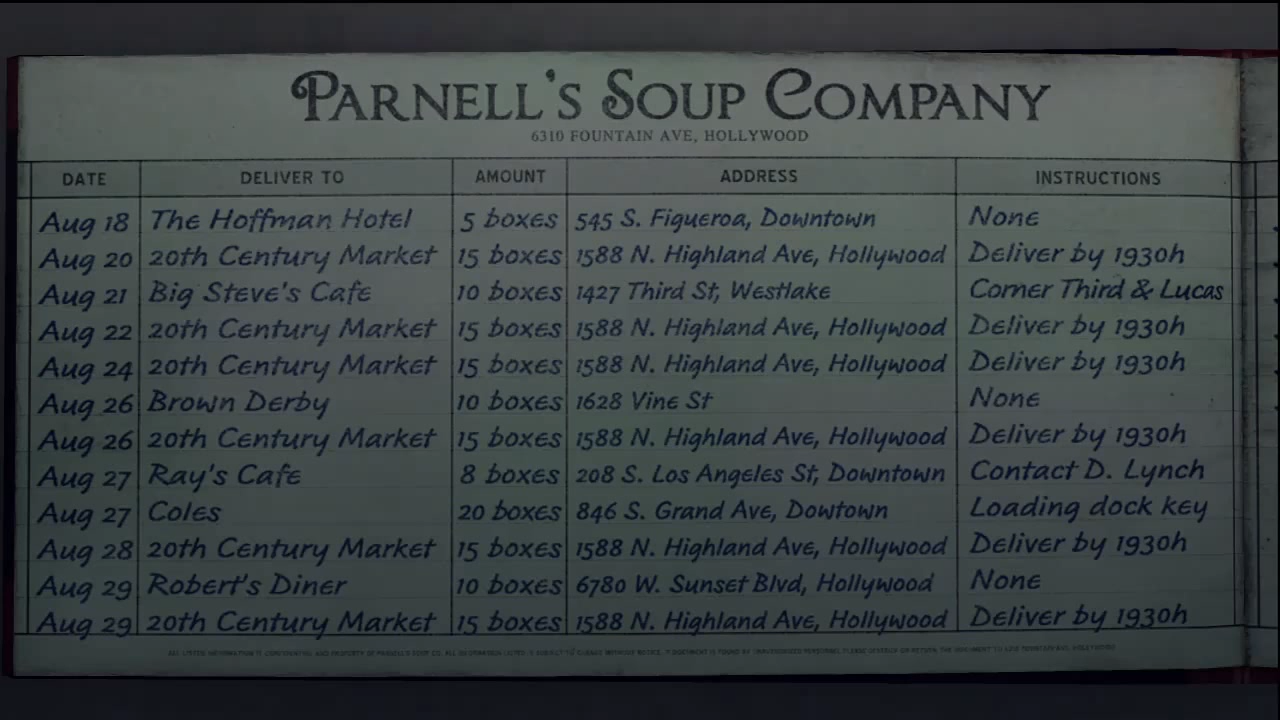 PARNELL'S SOUP COMPANY
6310 FOUNTAIN AVE, HOLLYWOOD
DATE DELIVER TO AMOUNT ADDRESS INSTRUCTIONS
Aug 18 The Hoffman Hotel 5 boxes 545 S. Figueroa, Downtown None
Aug 20 20th Century Market 15 boxes 1588 N. Highland Ave, Hollywood Deliver by 1930h
Aug 21 Big Steve's Cafe 10 boxes 1427 Third St, Westlake Corner Third & Lucas
Aug 22 20th Century Market 15 boxes 1588 N. Highland Ave, Hollywood Deliver by 1930h
Aug 24 20th Century Market 15 boxes 1588 N. Highland Ave, Hollywood Deliver by 1930h
Aug 26 Brown Derby 10 boxes 1628 Vine St None
Aug 26 20th Century Market 15 boxes 1588 N. Highland Ave, Hollywood Deliver by 1930h
Aug 27 Ray's Cafe 8 boxes 208 S. Los Angeles St, Downtown Contact D. Lynch
Aug 27 Coles 20 boxes 846 S. Grand Ave, Dowtown Loading dock key
Aug 28 20th Century Market 15 boxes 1588 N. Highland Ave, Hollywood Deliver by 1930h
Aug 29 Robert's Diner 10 boxes 6780 W. Sunset Blvd, Hollywood None
Aug 29 20th Century Market 15 boxes 1588 N. Highland Ave, Hollywood Deliver by 1930h